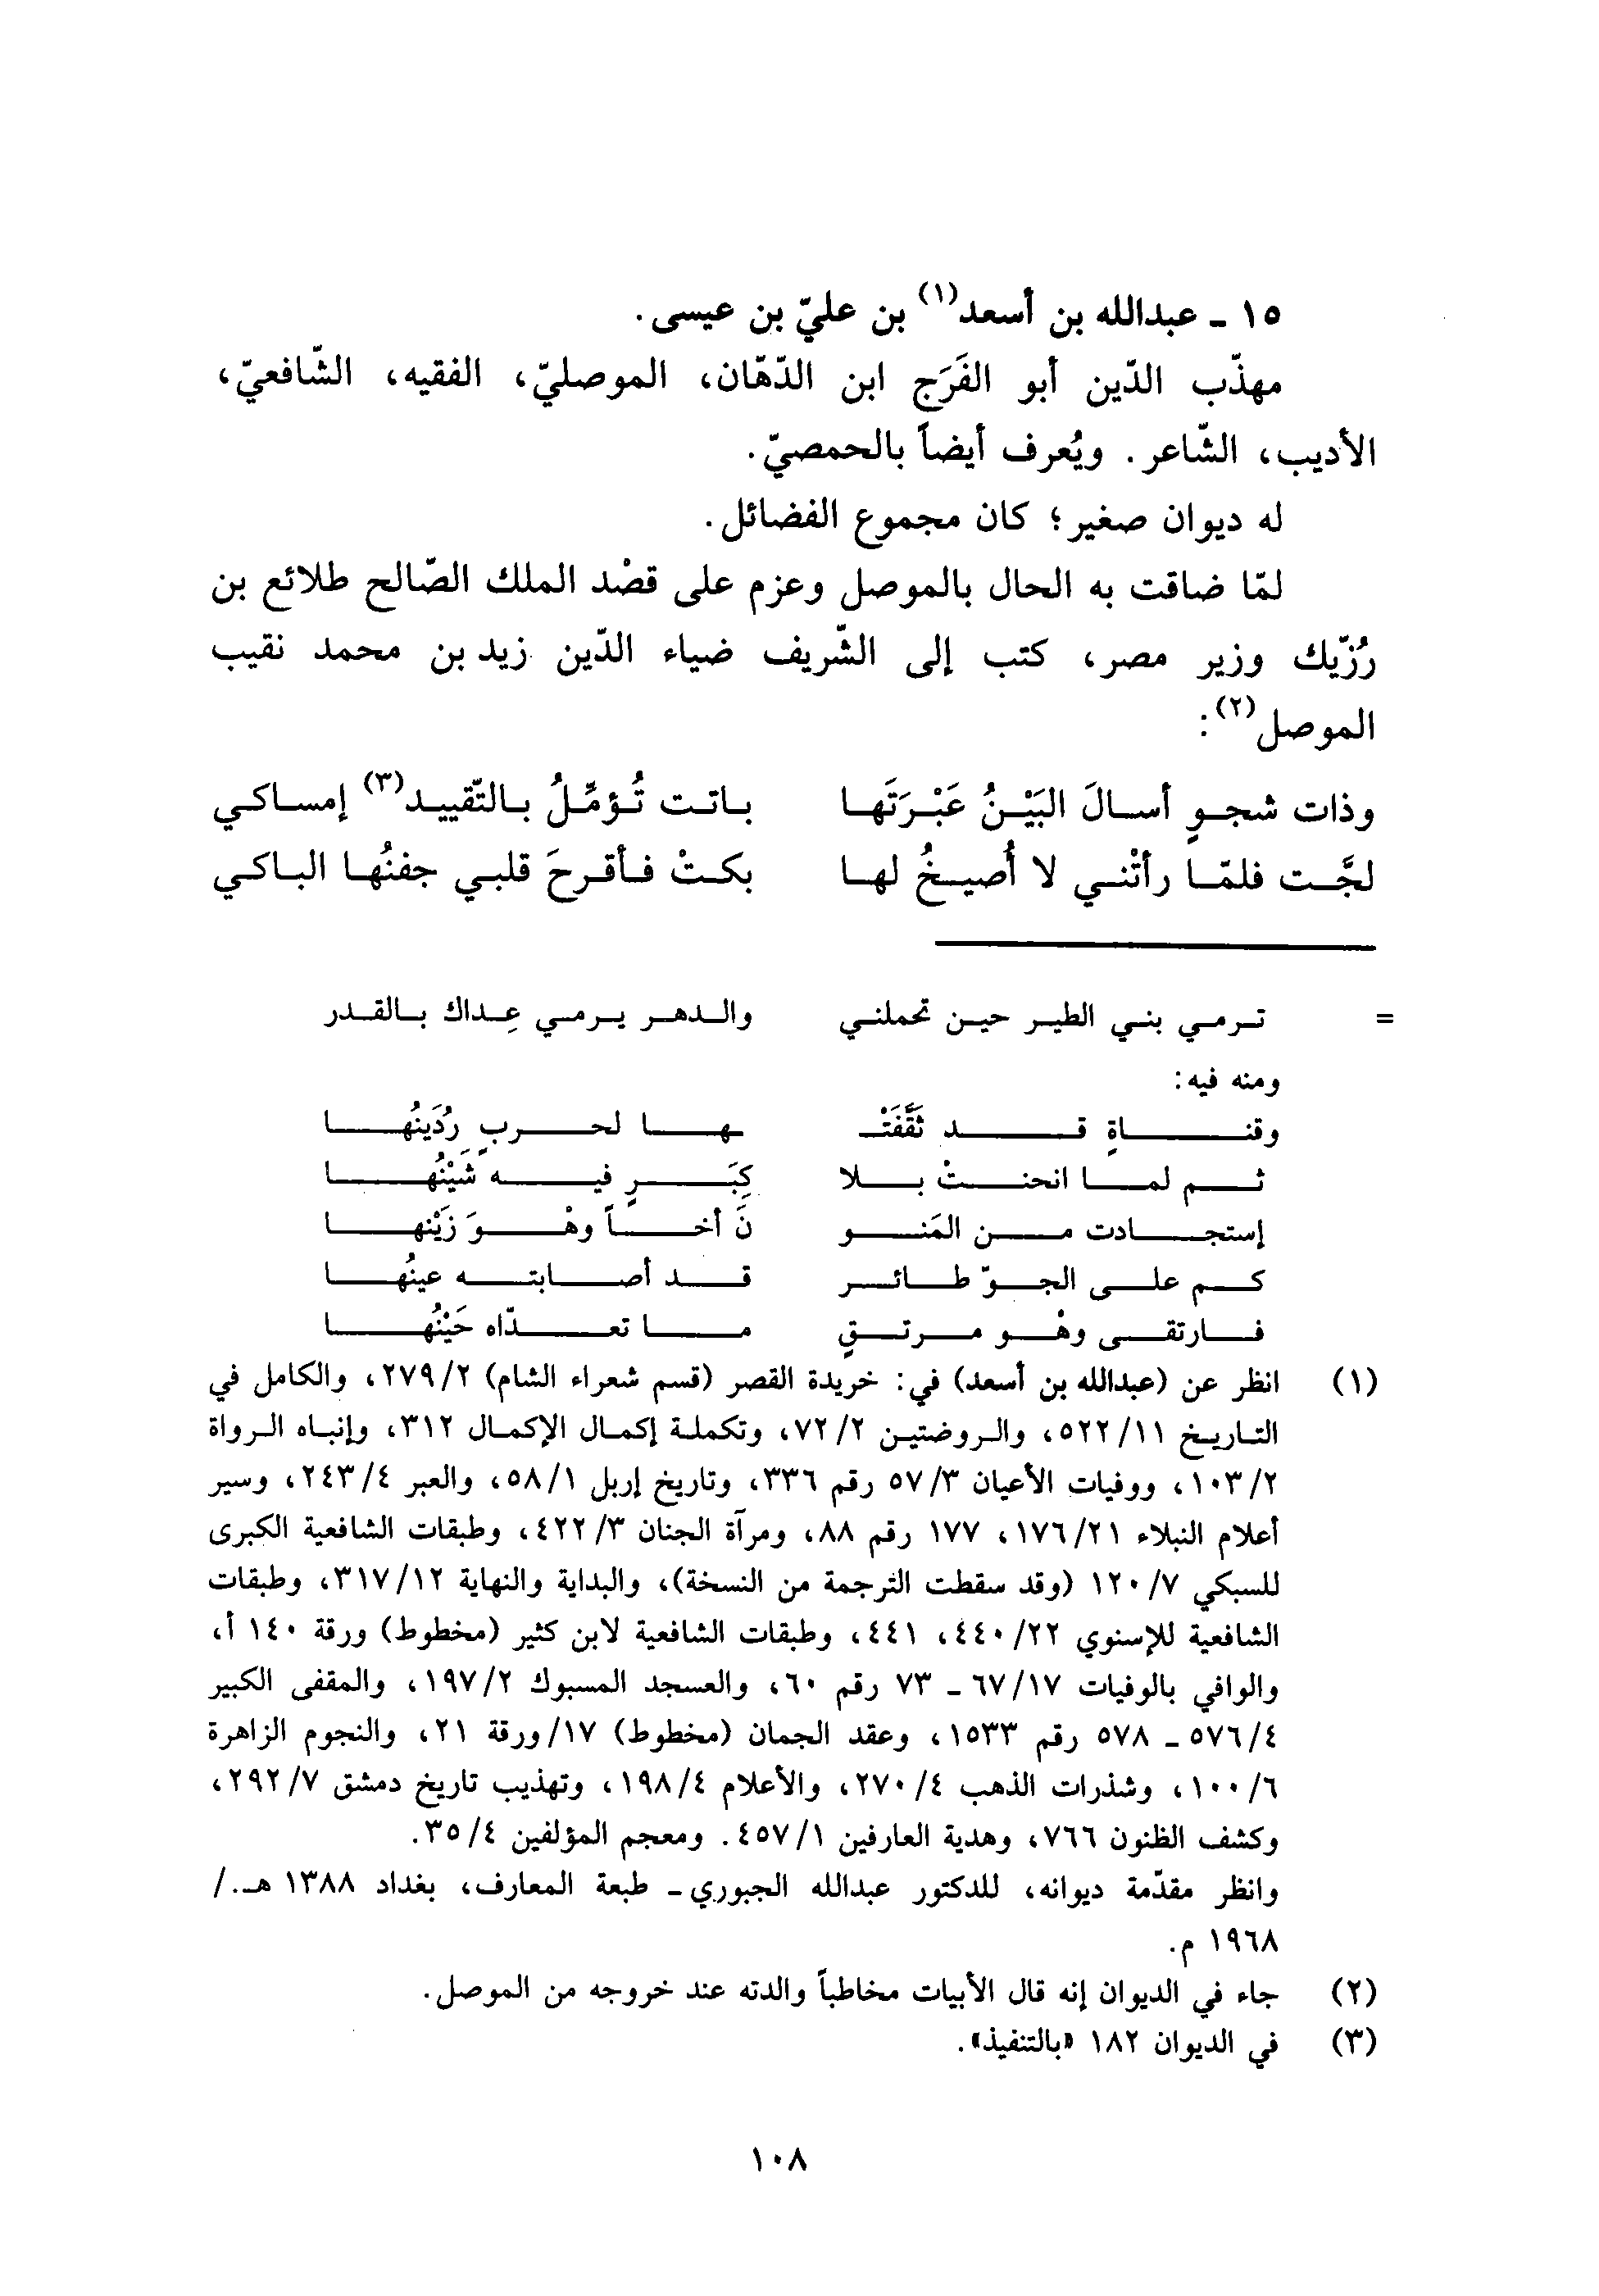 ١٥ ـ عبدالله بن أسعد(١) بن عليّ بن عيسى.
مهذّب الدّين أبو الفَرَج ابن الدّهّان، الموصليّ، الفقيه، الشّافعيّ،
الأديب، الشّاعر. ويُعرف أيضاً بالحمصيّ.
له ديوان صغير؛ كان مجموع الفضائل.
لمّا ضاقت به الحال بالموصل وعزم على قصْد الملك الصّالح طلائع بن
رُزّيك وزير مصر، كتب إلى الشّريف ضياء الدّين زيد بن محمد نقيب
الموصل(٢):
وذات شجوٍ أسالَ البَيْنُ عَبْرَتَها باتت تُؤمِّلُ بالتّقييد(٣) إمساكي
لجَّت فلمّا رأتْني لا أُصيخُ لها بكتْ فأقرحَ قلبي جفنُها الباكي
= ترمي بني الطير حين تحملني والدهر يرمي عِداك بالقدر
ومنه فيه:
وقناةٍ قد ثَقَّفَتْـ ـها لحربٍ رُدَينُها
ثم لما انحنتْ بلا كِبَرٍ فيه شَيْنُها
إستجادت من المَنو نَ أخاً وهْوَ زَيْنها
كم على الجوّ طائر قد أصابته عينُها
فارتقى وهْو مرتقٍ ما تعدّاه حَيْنُها
(١) انظر عن (عبدالله بن أسعد) في: خريدة القصر (قسم شعراء الشام) ٢/٢٧٩، والكامل في
التاريخ ١١/٥٢٢، والروضتين ٢/٧٢، وتكملة إكمال الإكمال ٣١٢، وإنباه الرواة
٢/١٠٣، ووفيات الأعيان ٣/٥٧ رقم ٣٣٦، وتاريخ إربل ١/٥٨، والعبر ٤/٢٤٣، وسير
أعلام النبلاء ٢١/١٧٦، ١٧٧ رقم ٨٨، ومرآة الجنان ٣/٤٢٢، وطبقات الشافعية الكبرى
للسبكي ٧/١٢٠ (وقد سقطت الترجمة من النسخة)، والبداية والنهاية ١٢/٣١٧، وطبقات
الشافعية للإسنوي ٢٢/٤٤٠، ٤٤١، وطبقات الشافعية لابن كثير (مخطوط) ورقة ١٤٠ أ،
والوافي بالوفيات ١٧/٦٧ ـ ٧٣ رقم ٦٠، والعسجد المسبوك ٢/١٩٧، والمقفى الكبير
٤/٥٧٦ ـ ٥٧٨ رقم ١٥٣٣، وعقد الجمان (مخطوط) ١٧/ورقة ٢١، والنجوم الزاهرة
٦/١٠٠، وشذرات الذهب ٤/٢٧٠، والأعلام ٤/١٩٨، وتهذيب تاريخ دمشق ٧/٢٩٢،
وكشف الظنون ٧٦٦، وهدية العارفين ١/٤٥٧. ومعجم المؤلفين ٤/٣٥.
وانظر مقدّمة ديوانه، للدكتور عبدالله الجبوري ـ طبعة المعارف، بغداد ١٣٨٨ هـ./
١٩٦٨ م.
(٢) جاء في الديوان إنه قال الأبيات مخاطباً والدته عند خروجه من الموصل.
(٣) في الديوان ١٨٢ «بالتنفيذ».
١٠٨